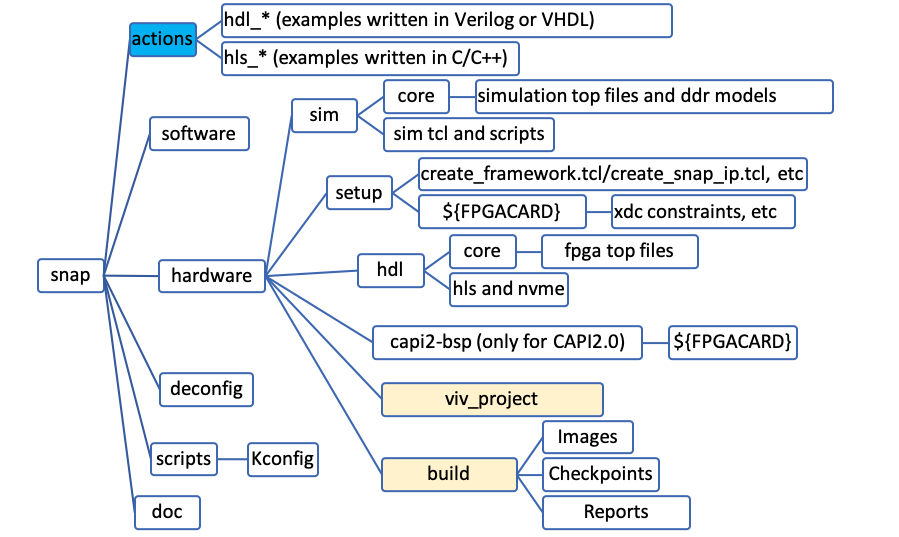 hdl_* (examples written in Verilog or VHDL)
actions
hls_* (examples written in C/C++)
core
simulation top files and ddr models
sim
software
sim tcl and scripts
create_framework.tcl/create_snap_ip.tcl, etc
setup
${FPGACARD}
xdc constraints, etc
core
fpga top files
snap
hardware
hdl
hls and nvme
capi2-bsp (only for CAPI2.0)
${FPGACARD}
deconfig
viv_project
Images
scripts
Kconfig
build
Checkpoints
doc
Reports